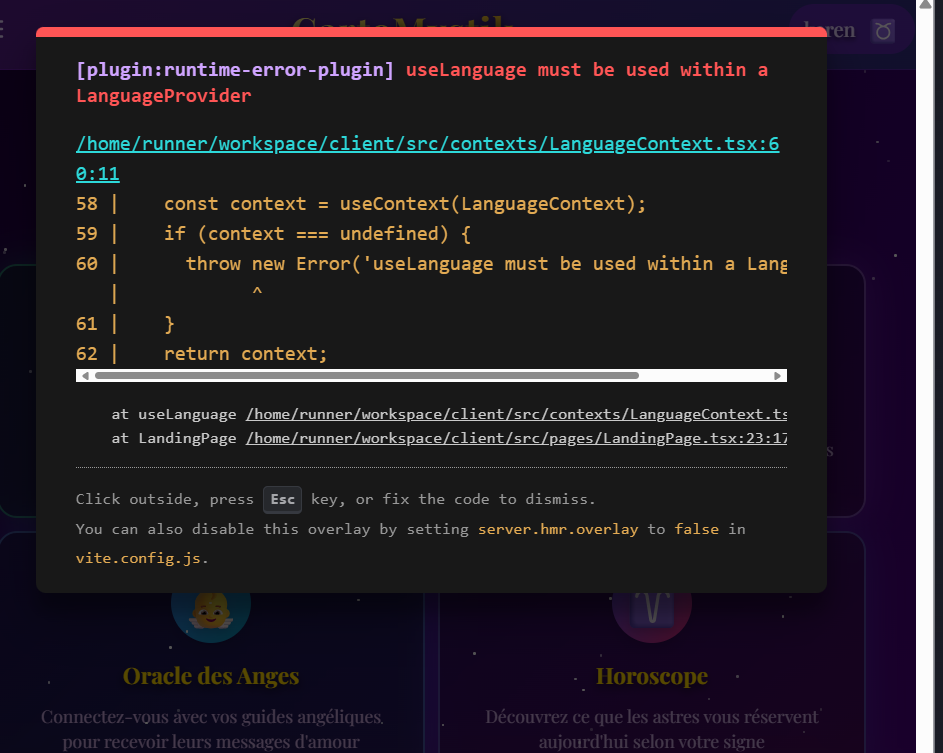 CartoMystik
karen
[plugin:runtime-error-plugin] useLanguage must be used within a
LanguageProvider
/home/runner/workspace/client/src/contexts/LanguageContext.tsx:6
0:11
58 | const context = useContext(LanguageContext);
59 | if (context === undefined) {
60 | throw new Error('useLanguage must be used within a Lang
| ^
61 | }
62 | return context;
at useLanguage /home/runner/workspace/client/src/contexts/LanguageContext.ts
at LandingPage /home/runner/workspace/client/src/pages/LandingPage.tsx:23:17
s
Click outside, press Esc key, or fix the code to dismiss.
You can also disable this overlay by setting server.hmr.overlay to false in
vite.config.js.
Oracle des Anges
Horoscope
Connectez-vous avec vos guides angéliques
pour recevoir leurs messages d'amour
Découvrez ce que les astres vous réservent
aujourd'hui selon votre signe